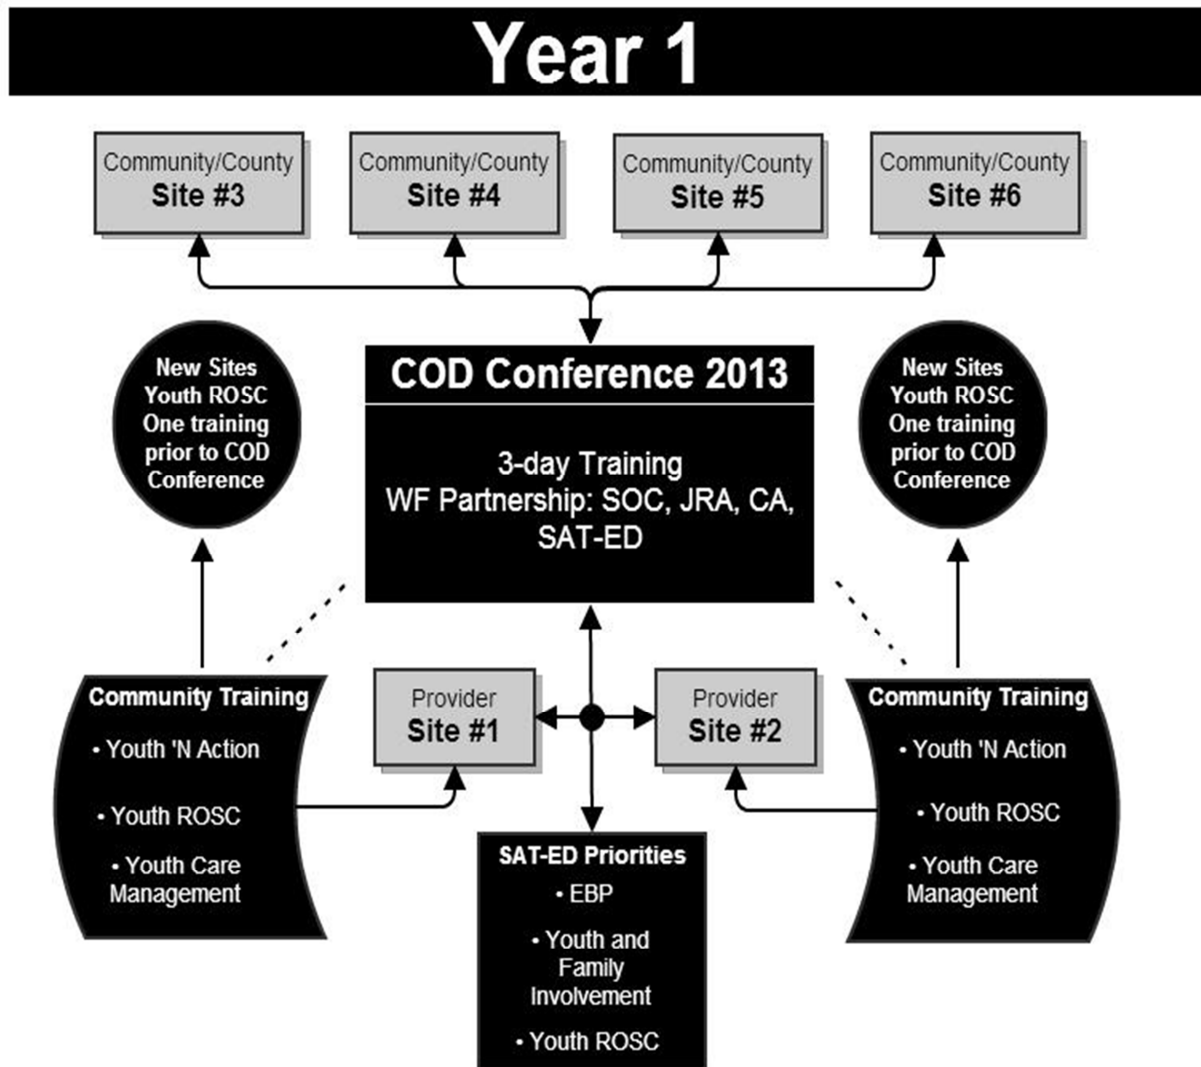 Year 1
Community/County
Site #3
Community/County
Site #4
Community/County
Site #5
Community/County
Site #6
New Sites
Youth ROSC
One training
prior to COD
Conference
COD Conference 2013
3-day Training
WF Partnership: SOC, JRA, CA,
SAT-ED
New Sites
Youth ROSC
One training
prior to COD
Conference
Community Training
• Youth 'N Action
• Youth ROSC
• Youth Care
Management
Provider
Site #1
Provider
Site #2
Community Training
• Youth 'N Action
• Youth ROSC
• Youth Care
Management
SAT-ED Priorities
• EBP
• Youth and
Family
Involvement
• Youth ROSC